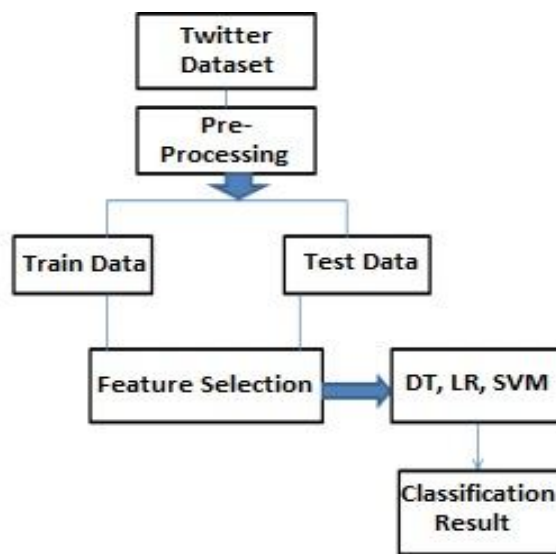 Twitter
Dataset
Pre-
Processing
Train Data
Test Data
Feature Selection
DT, LR, SVM
Classification
Result